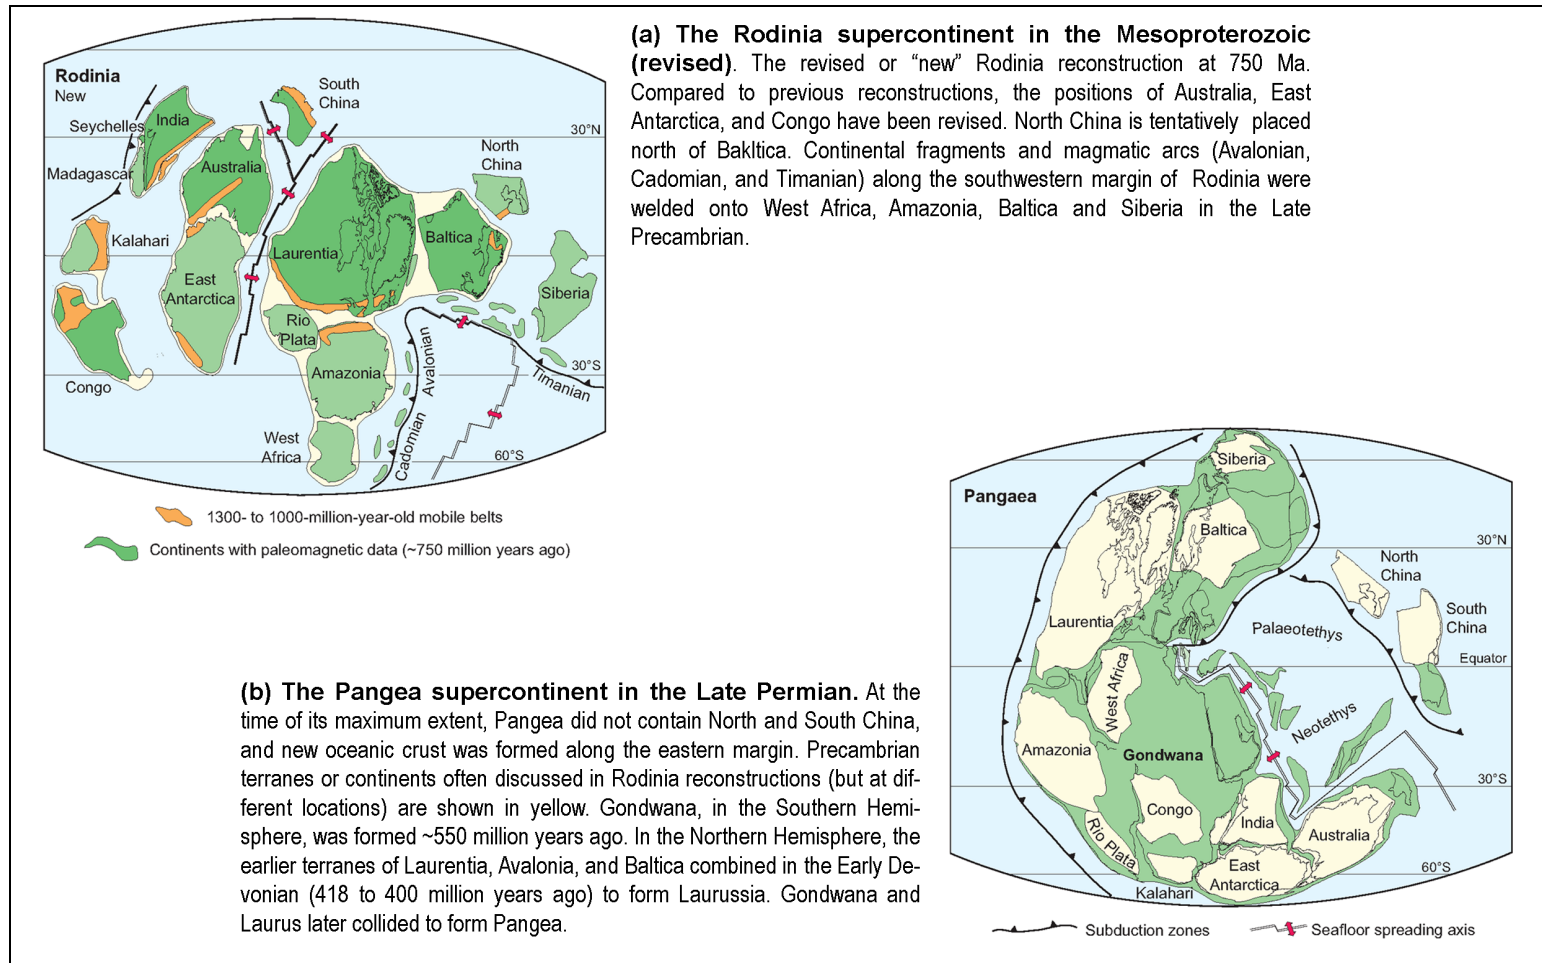 (a) The Rodinia supercontinent in the Mesoproterozoic
(revised). The revised or “new” Rodinia reconstruction at 750 Ma.
Compared to previous reconstructions, the positions of Australia, East
Antarctica, and Congo have been revised. North China is tentatively placed
north of Bakltica. Continental fragments and magmatic arcs (Avalonian,
Cadomian, and Timanian) along the southwestern margin of Rodinia were
welded onto West Africa, Amazonia, Baltica and Siberia in the Late
Precambrian.
Rodinia
New
Seychelles
India
South
China
30°N
Madagascar
Australia
North
China
Kalahari
Laurentia
Baltica
East
Antarctica
Siberia
Rio
Plata
Congo
Amazonia
Avalonian
30°S
Timanian
West
Africa
Cadomian
60°S
1300- to 1000-million-year-old mobile belts
Continents with paleomagnetic data (~750 million years ago)
Pangaea
Siberia
Baltica
30°N
North
China
Laurentia
South
China
Palaeotethys
Equator
West Africa
Neotethys
Amazonia
Gondwana
30°S
Congo
India
Australia
Rio Plata
East
Antarctica
60°S
Kalahari
Subduction zones
Seafloor spreading axis
(b) The Pangea supercontinent in the Late Permian. At the
time of its maximum extent, Pangea did not contain North and South China,
and new oceanic crust was formed along the eastern margin. Precambrian
terranes or continents often discussed in Rodinia reconstructions (but at dif-
ferent locations) are shown in yellow. Gondwana, in the Southern Hemi-
sphere, was formed ~550 million years ago. In the Northern Hemisphere, the
earlier terranes of Laurentia, Avalonia, and Baltica combined in the Early De-
vonian (418 to 400 million years ago) to form Laurussia. Gondwana and
Laurus later collided to form Pangea.